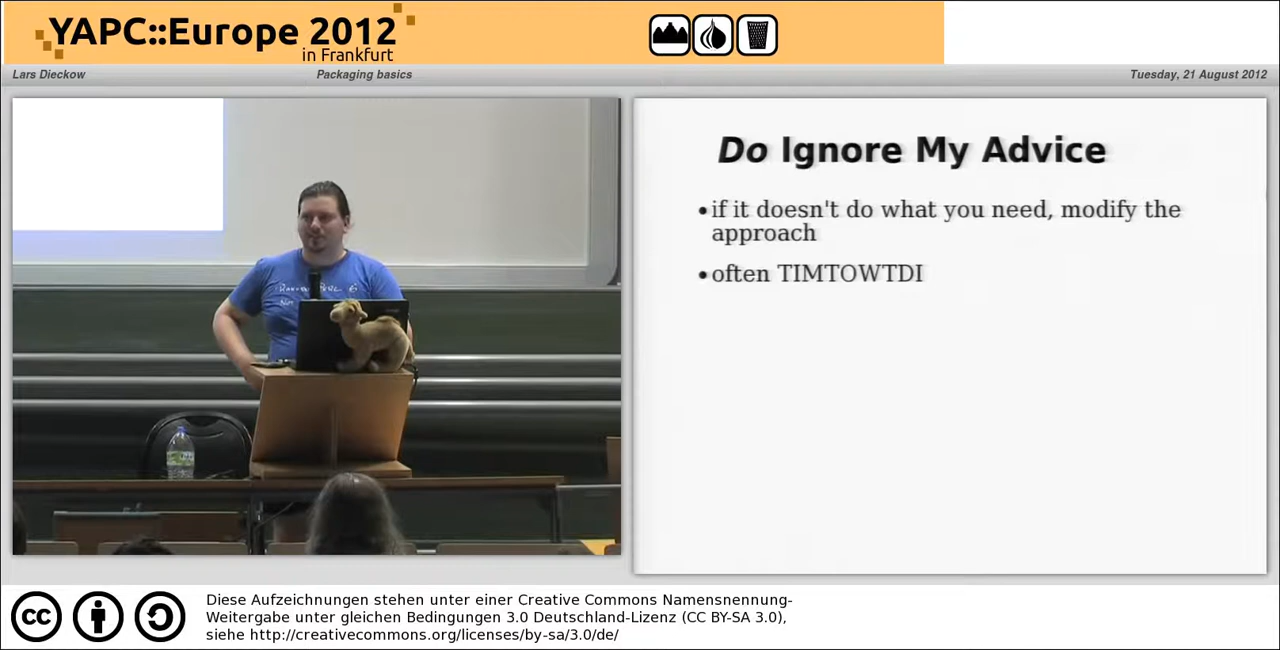 YAPC::Europe 2012
in Frankfurt
Lars Dieckow
Packaging basics
Tuesday, 21 August 2012
Do Ignore My Advice
•if it doesn't do what you need, modify the
approach
•often TIMTOWTDI
cc
Diese Aufzeichnungen stehen unter einer Creative Commons Namensnennung-
Weitergabe unter gleichen Bedingungen 3.0 Deutschland-Lizenz (CC BY-SA 3.0),
siehe http://creativecommons.org/licenses/by-sa/3.0/de/